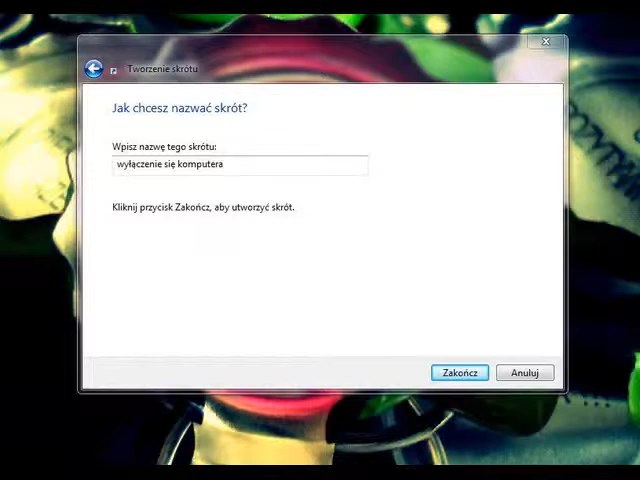 Tworzenie skrótu
Jak chcesz nazwać skrót?
Wpisz nazwę tego skrótu:
wyłączenie się komputera
Kliknij przycisk Zakończ, aby utworzyć skrót.
Zakończ
Anuluj